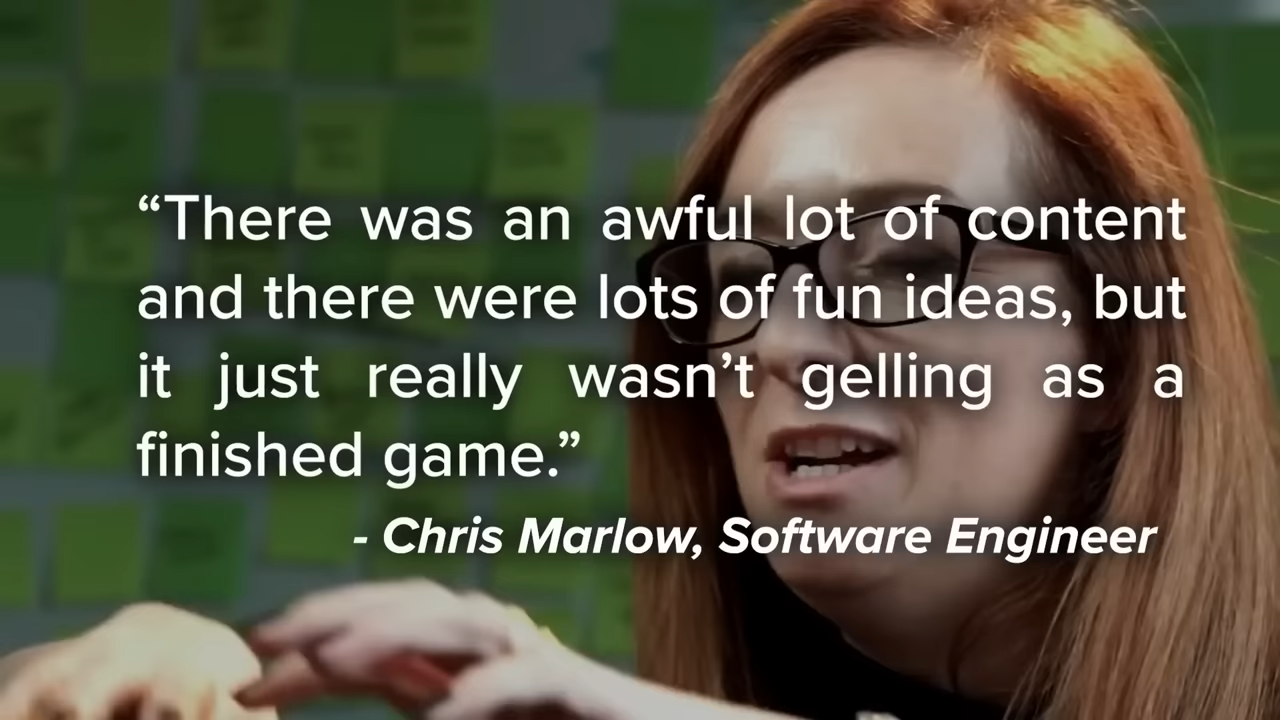 “There was an awful lot of content
and there were lots of fun ideas, but
it just really wasn’t gelling as a
finished game.”
- Chris Marlow, Software Engineer